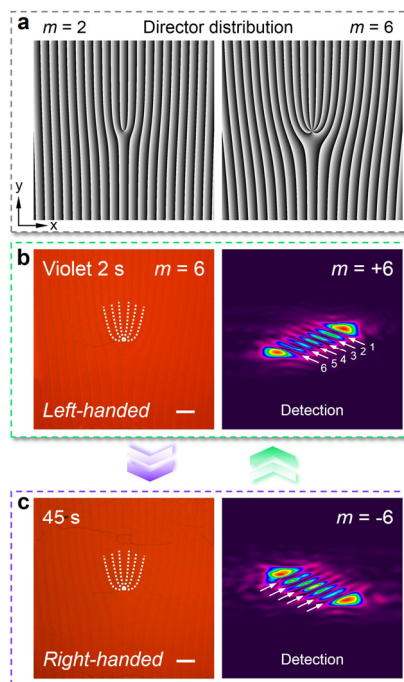 a
m = 2 Director distribution m = 6
y
x
b
Violet 2 s m = 6
Left-handed
m = +6
1
2
3
4
5
6
Detection
c
45 s
Right-handed
m = -6
Detection